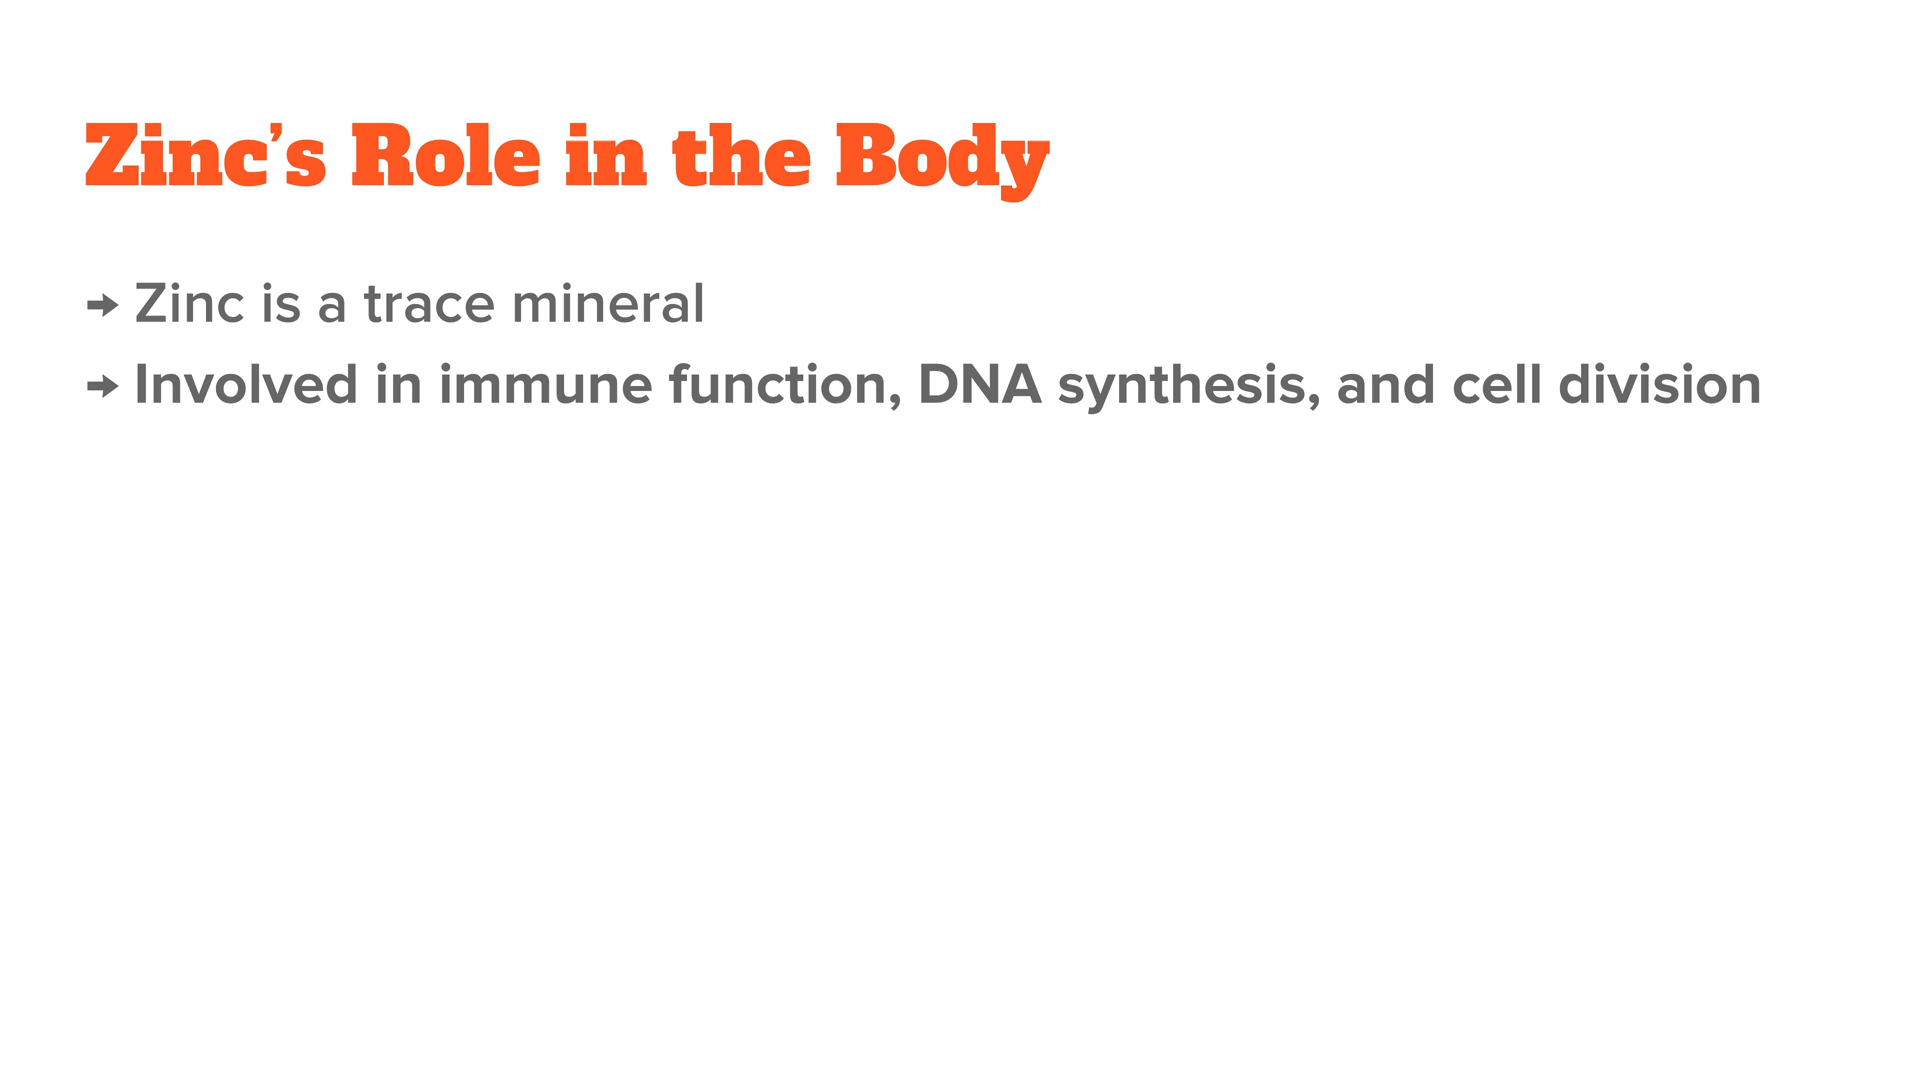 Zinc’s Role in the Body
➜ Zinc is a trace mineral
➜ Involved in immune function, DNA synthesis, and cell division